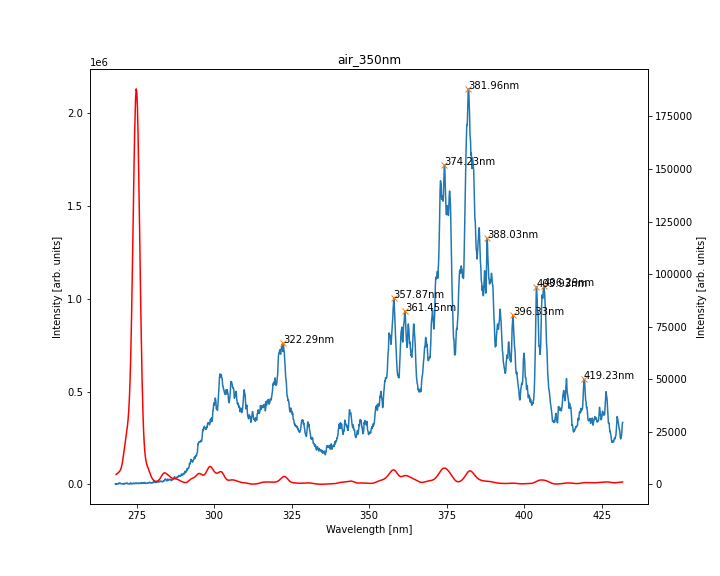 air_350nm
1e6
381.96nm
374.23nm
388.03nm
406.29nm
357.87nm
361.45nm
396.33nm
322.29nm
419.23nm
2.0
1.5
1.0
0.5
0.0
175000
150000
125000
100000
75000
50000
25000
0
Intensity [arb. units]
Intensity [arb. units]
275
300
325
350
375
400
425
Wavelength [nm]